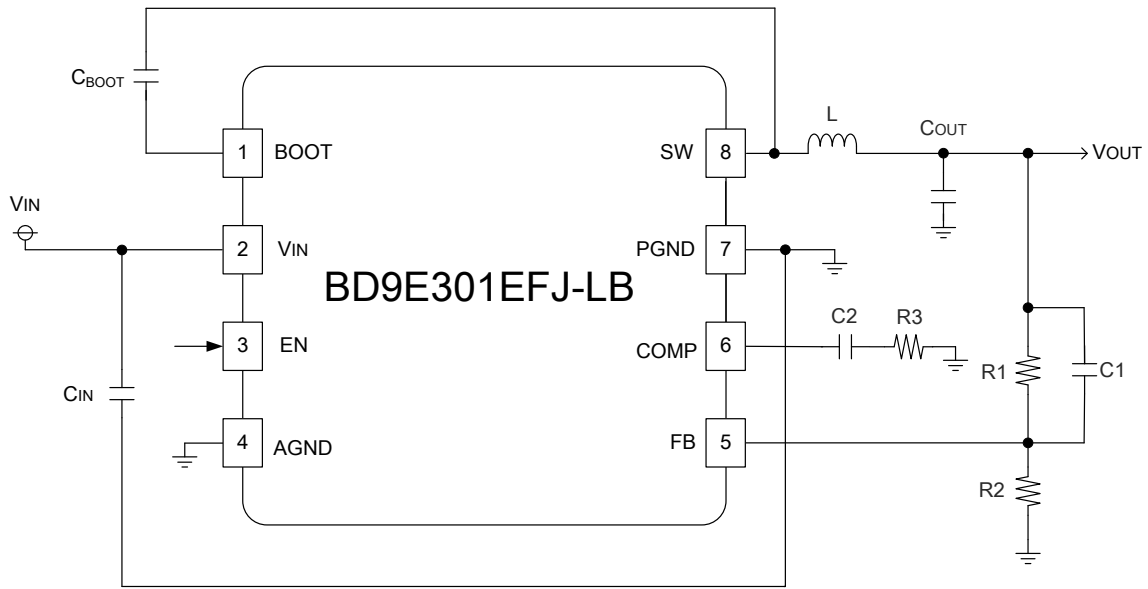 CBOOT
1 BOOT
SW 8
L
COUT
VOUT
VIN
2 VIN
PGND 7
BD9E301EFJ-LB
3 EN
COMP 6
C2
R3
R1
C1
CIN
4 AGND
FB 5
R2